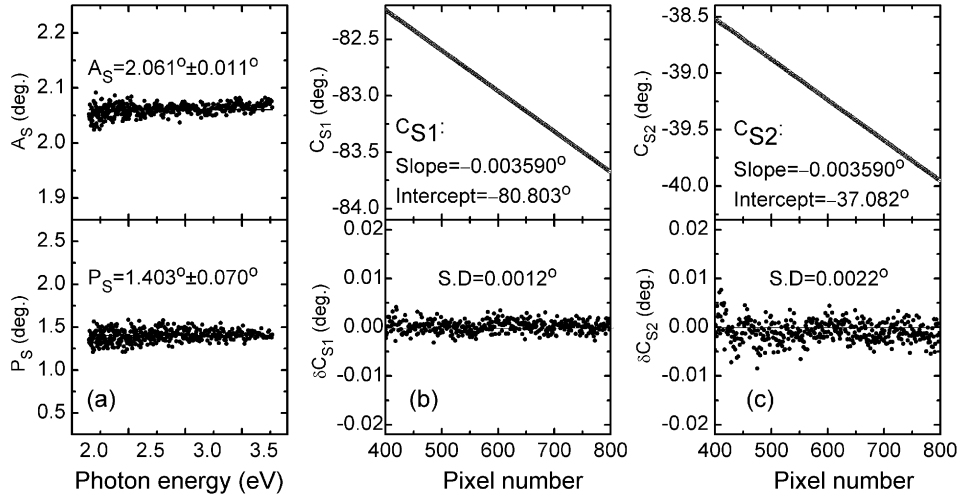 A_S (deg.)
2.2
2.1
2.0
1.9
A_S=2.061°±0.011°
P_S (deg.)
2.5
2.0
1.5
1.0
0.5
P_S=1.403°±0.070°
(a)
2.0 2.5 3.0 3.5
Photon energy (eV)
C_S1 (deg.)
-82.5
-83.0
-83.5
-84.0
C_S1:
Slope=−0.003590°
Intercept=−80.803°
δC_S1 (deg.)
0.02
0.01
0.00
-0.01
-0.02
S.D=0.0012°
(b)
400 500 600 700 800
Pixel number
C_S2 (deg.)
-38.5
-39.0
-39.5
-40.0
C_S2:
Slope=−0.003590°
Intercept=−37.082°
δC_S2 (deg.)
0.02
0.01
0.00
-0.01
-0.02
S.D=0.0022°
(c)
400 500 600 700 800
Pixel number